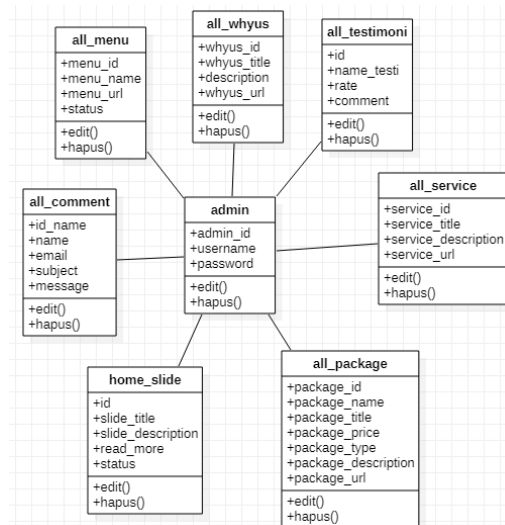 all_menu
+menu_id
+menu_name
+menu_url
+status
+edit()
+hapus()
all_whyus
+whyus_id
+whyus_title
+description
+whyus_url
+edit()
+hapus()
all_testimoni
+id
+name_testi
+rate
+comment
+edit()
+hapus()
all_comment
+id_name
+name
+email
+subject
+message
+edit()
+hapus()
admin
+admin_id
+username
+password
+edit()
+hapus()
all_service
+service_id
+service_title
+service_description
+service_url
+edit()
+hapus()
home_slide
+id
+slide_title
+slide_description
+read_more
+status
+edit()
+hapus()
all_package
+package_id
+package_name
+package_title
+package_price
+package_type
+package_description
+package_url
+edit()
+hapus()